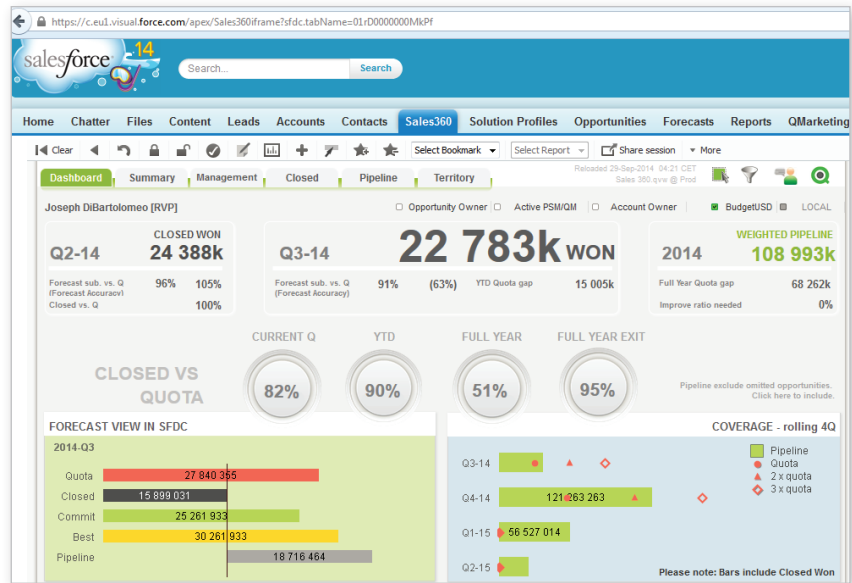 https://c.eu1.visual.force.com/apex/Sales360iframe?sfdc.tabName=01rD0000000MkPf
salesforce '14
Search... Search
Home Chatter Files Content Leads Accounts Contacts Sales360 Solution Profiles Opportunities Forecasts Reports QMarketing
Clear Select Bookmark Select Report Share session More
Dashboard Summary Management Closed Pipeline Territory
Reloaded 29-Sep-2014 04:21 CET
Sales 360.qvw @ Prod
Joseph DiBartolomeo [RVP] Opportunity Owner Active PSM/QM Account Owner BudgetUSD LOCAL
CLOSED WON
Q2-14 24 388k
Forecast sub. vs. Q 96% 105%
(Forecast Accuracy)
Closed vs. Q 100%
Q3-14 22 783k WON
Forecast sub. vs. Q 91% (63%) YTD Quota gap 15 005k
(Forecast Accuracy)
WEIGHTED PIPELINE
2014 108 993k
Full Year Quota gap 68 262k
Improve ratio needed 0%
CURRENT Q YTD FULL YEAR FULL YEAR EXIT
CLOSED VS
QUOTA
82% 90% 51% 95%
Pipeline exclude omitted opportunities.
Click here to include.
FORECAST VIEW IN SFDC
2014-Q3
Quota 27 840 355
Closed 15 899 031
Commit 25 261 933
Best 30 261 933
Pipeline 18 716 464
COVERAGE - rolling 4Q
Pipeline
Quota
2 x quota
3 x quota
Q3-14
Q4-14 121 263 263
Q1-15 56 527 014
Q2-15
Please note: Bars include Closed Won